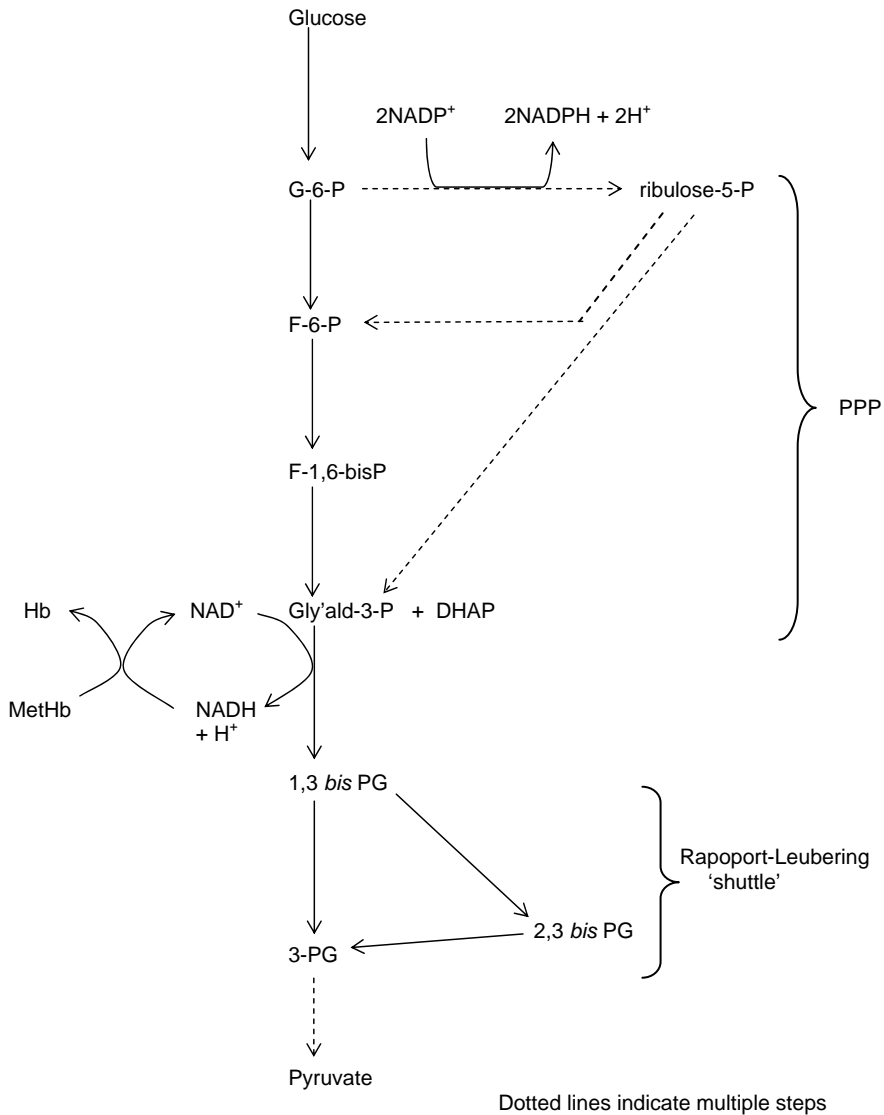 Glucose
2NADP⁺ 2NADPH + 2H⁺
G-6-P ribulose-5-P
F-6-P
PPP
F-1,6-bisP
Hb NAD⁺ Gly'ald-3-P + DHAP
MetHb NADH
+ H⁺
1,3 bis PG
Rapoport-Leubering
'shuttle'
2,3 bis PG
3-PG
Pyruvate
Dotted lines indicate multiple steps